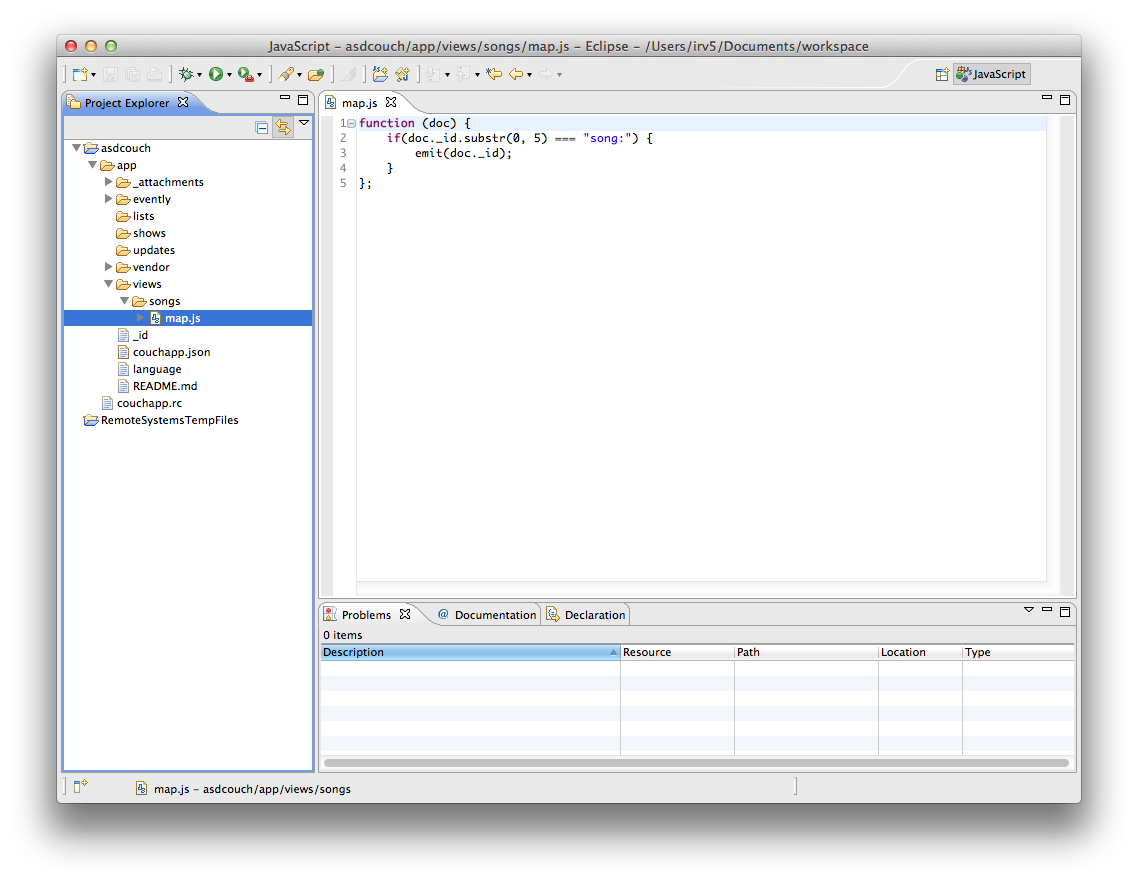 JavaScript – asdcouch/app/views/songs/map.js – Eclipse – /Users/irv5/Documents/workspace
JavaScript
Project Explorer
asdcouch
app
_attachments
evently
lists
shows
updates
vendor
views
songs
map.js
_id
couchapp.json
language
README.md
couchapp.rc
RemoteSystemsTempFiles
map.js
1 function (doc) {
2 if(doc._id.substr(0, 5) === "song:") {
3 emit(doc._id);
4 }
5 };
Problems @ Documentation Declaration
0 items
Description Resource Path Location Type
map.js – asdcouch/app/views/songs